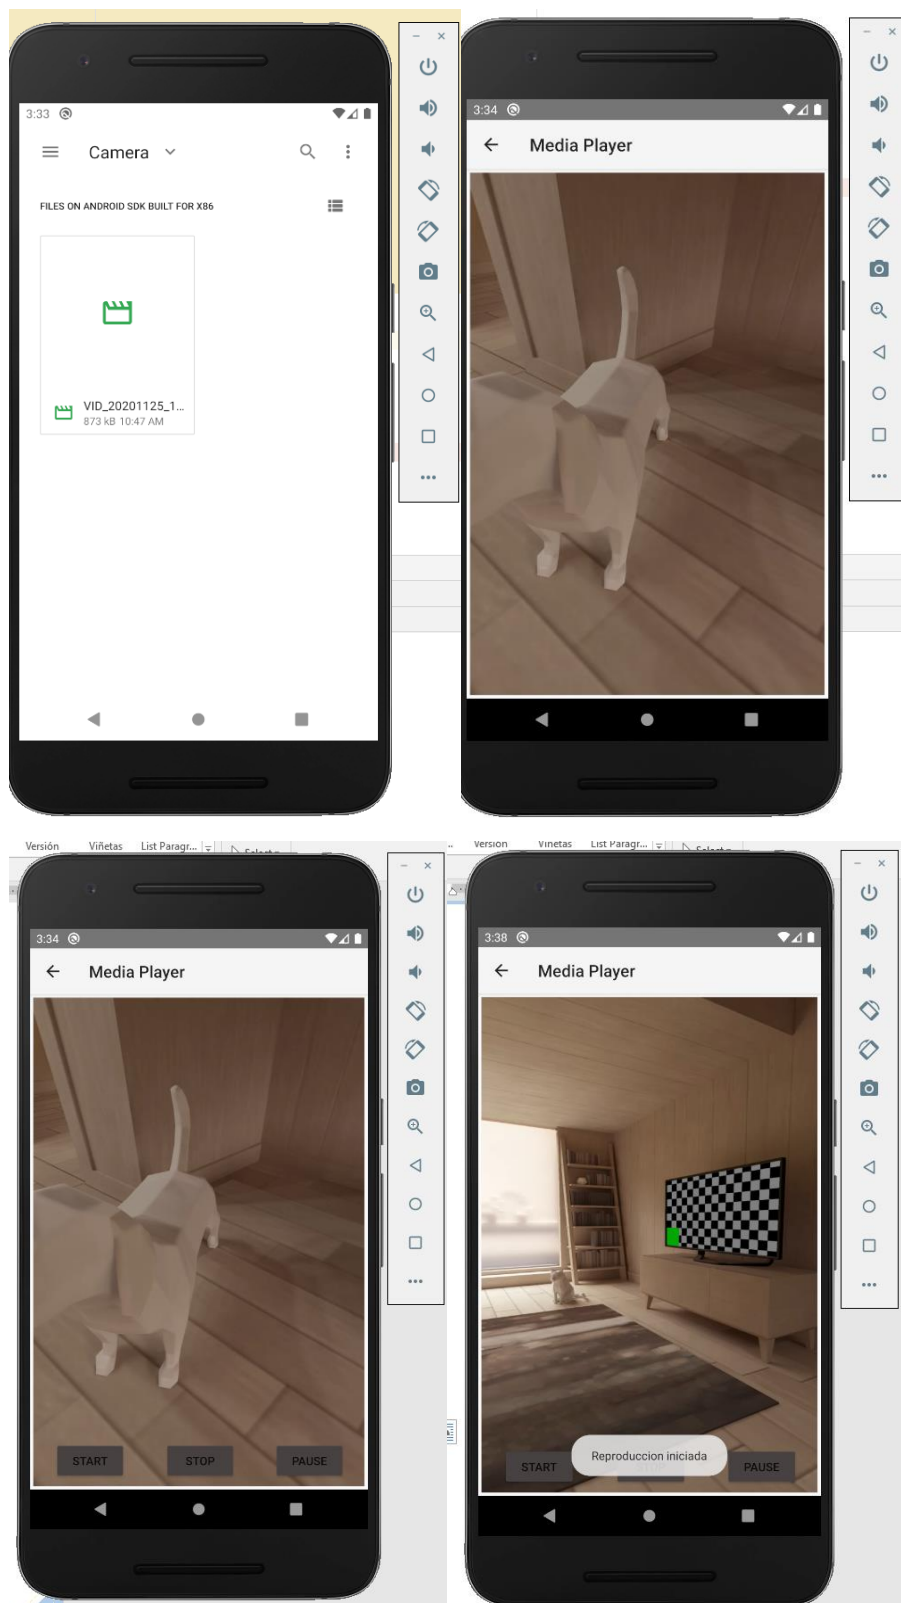 3:33
Camera
FILES ON ANDROID SDK BUILT FOR X86
VID_20201125_1...
873 kB 10:47 AM
3:34
Media Player
Versión Viñetas List Paragr...
3:34
Media Player
START STOP PAUSE
Versión Viñetas List Paragr...
3:38
Media Player
Reproduccion iniciada
START PAUSE